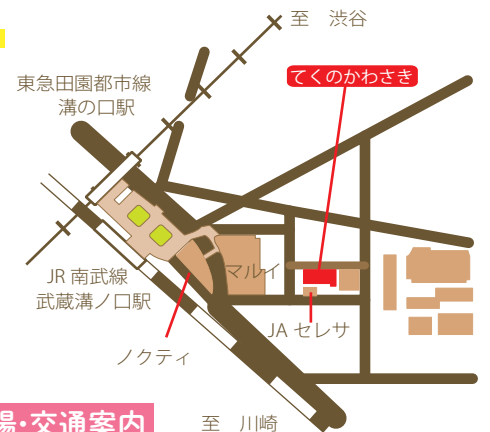 至　渋谷
てくのかわさき
東急田園都市線
溝の口駅
マルイ
JR 南武線
武蔵溝ノ口駅
JA セレサ
ノクティ
場・交通案内
至　川崎